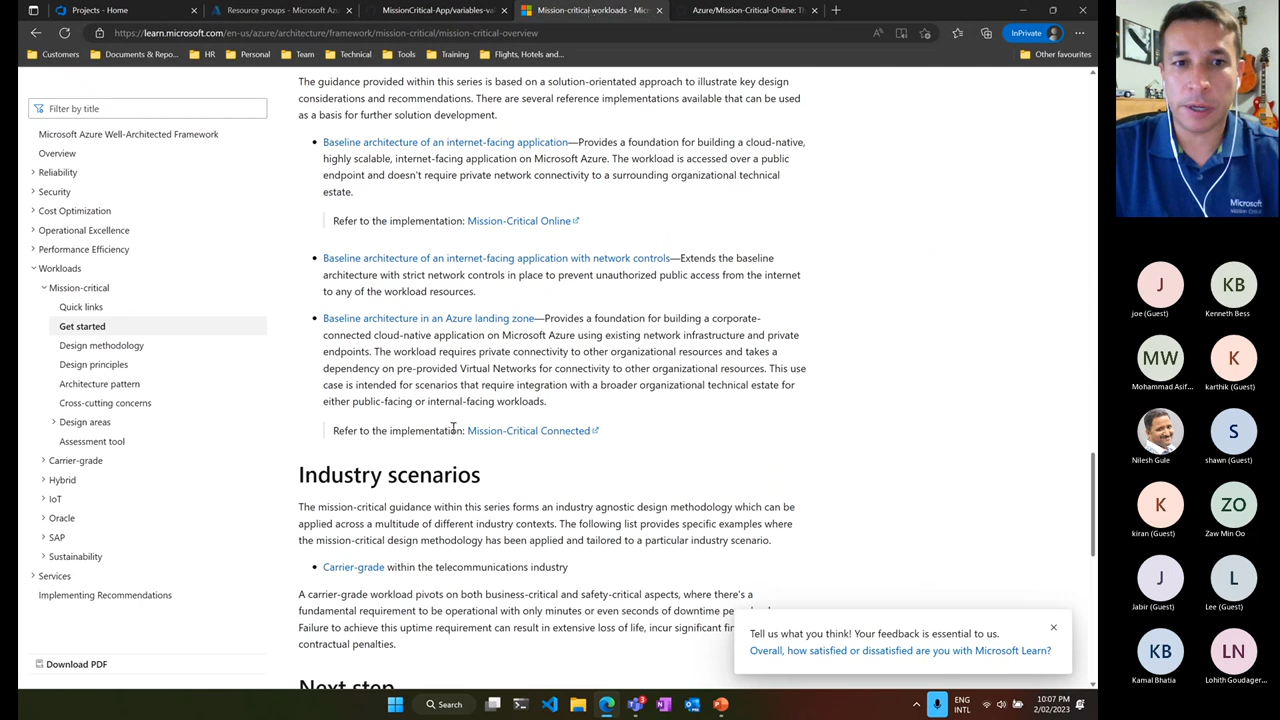 Projects - Home
Resource groups - Microsoft Az
MissionCritical-App/variables-va
Mission-critical workloads - Micros
Azure/Mission-Critical-Online: Th
https://learn.microsoft.com/en-us/azure/architecture/framework/mission-critical/mission-critical-overview
InPrivate
Customers
Documents & Repo...
HR
Personal
Team
Technical
Tools
Training
Flights, Hotels and...
Other favourites
Filter by title
Microsoft Azure Well-Architected Framework
Overview
Reliability
Security
Cost Optimization
Operational Excellence
Performance Efficiency
Workloads
Mission-critical
Quick links
Get started
Design methodology
Design principles
Architecture pattern
Cross-cutting concerns
Design areas
Assessment tool
Carrier-grade
Hybrid
IoT
Oracle
SAP
Sustainability
Services
Implementing Recommendations
Download PDF
The guidance provided within this series is based on a solution-orientated approach to illustrate key design
considerations and recommendations. There are several reference implementations available that can be used
as a basis for further solution development.
• Baseline architecture of an internet-facing application—Provides a foundation for building a cloud-native,
highly scalable, internet-facing application on Microsoft Azure. The workload is accessed over a public
endpoint and doesn't require private network connectivity to a surrounding organizational technical
estate.
Refer to the implementation: Mission-Critical Online
• Baseline architecture of an internet-facing application with network controls—Extends the baseline
architecture with strict network controls in place to prevent unauthorized public access from the internet
to any of the workload resources.
• Baseline architecture in an Azure landing zone—Provides a foundation for building a corporate-
connected cloud-native application on Microsoft Azure using existing network infrastructure and private
endpoints. The workload requires private connectivity to other organizational resources and takes a
dependency on pre-provided Virtual Networks for connectivity to other organizational resources. This use
case is intended for scenarios that require integration with a broader organizational technical estate for
either public-facing or internal-facing workloads.
Refer to the implementation: Mission-Critical Connected
Industry scenarios
The mission-critical guidance within this series forms an industry agnostic design methodology which can be
applied across a multitude of different industry contexts. The following list provides specific examples where
the mission-critical design methodology has been applied and tailored to a particular industry scenario.
• Carrier-grade within the telecommunications industry
A carrier-grade workload pivots on both business-critical and safety-critical aspects, where there's a
fundamental requirement to be operational with only minutes or even seconds of downtime pe
Failure to achieve this uptime requirement can result in extensive loss of life, incur significant fin
contractual penalties.
Next step
Tell us what you think! Your feedback is essential to us.
Overall, how satisfied or dissatisfied are you with Microsoft Learn?
Search
ENG
INTL
10:07 PM
2/02/2023
Microsoft
J
joe (Guest)
KB
Kenneth Bess
MW
Mohammad Asif...
K
karthik (Guest)
Nilesh Gule
S
shawn (Guest)
K
kiran (Guest)
ZO
Zaw Min Oo
J
Jabir (Guest)
L
Lee (Guest)
KB
Kamal Bhatia
LN
Lohith Goudager...